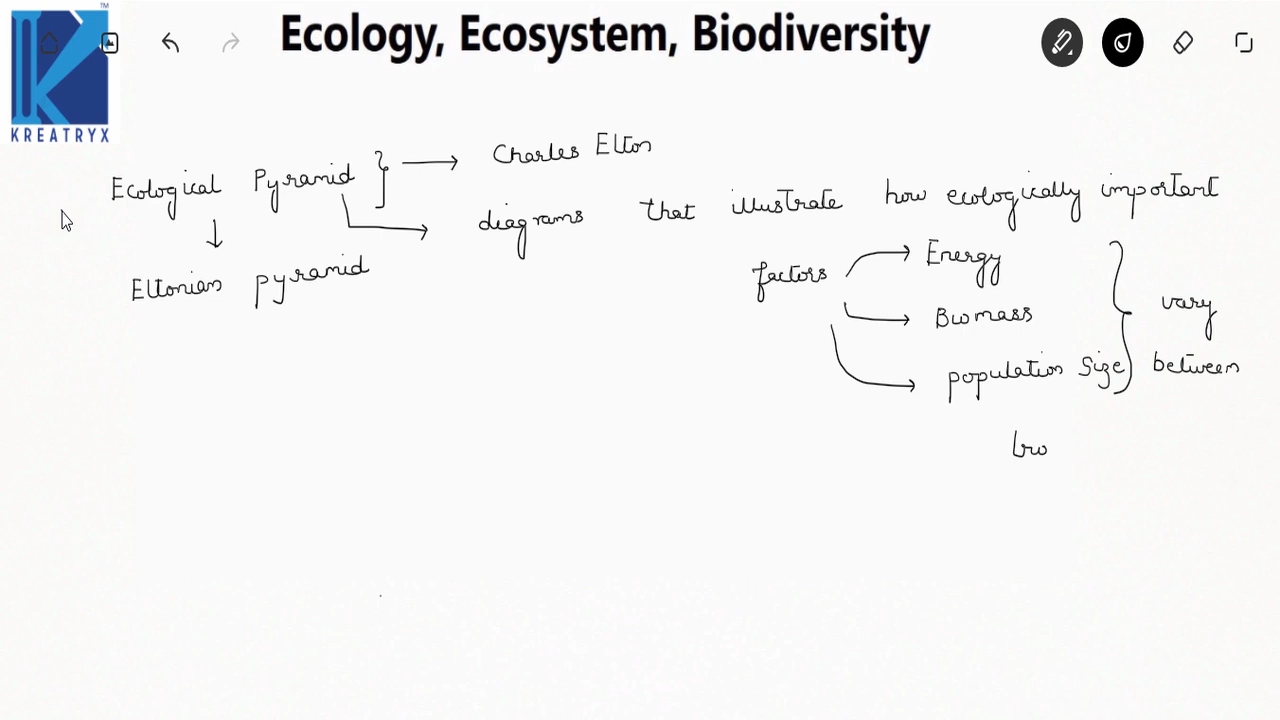 Ecology, Ecosystem, Biodiversity
TM
KREATRYX
Ecological Pyramid } → Charles Elton
→ diagrams that illustrate how ecologically important
↓
Eltonian pyramid
factors → Energy
→ Biomass
→ population size } vary
between